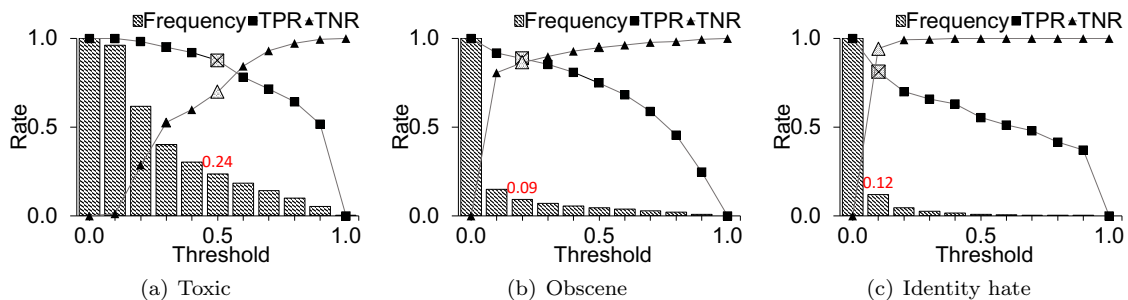 Frequency TPR TNR
1.0
0.5
0.0
Rate
0.24
0.0 0.5 1.0
Threshold
(a) Toxic
Frequency TPR TNR
1.0
0.5
0.0
Rate
0.09
0.0 0.5 1.0
Threshold
(b) Obscene
Frequency TPR TNR
1.0
0.5
0.0
Rate
0.12
0.0 0.5 1.0
Threshold
(c) Identity hate